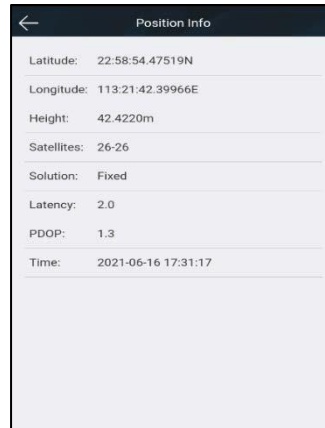 Position Info
Latitude: 22:58:54.47519N
Longitude: 113:21:42.39966E
Height: 42.4220m
Satellites: 26-26
Solution: Fixed
Latency: 2.0
PDOP: 1.3
Time: 2021-06-16 17:31:17